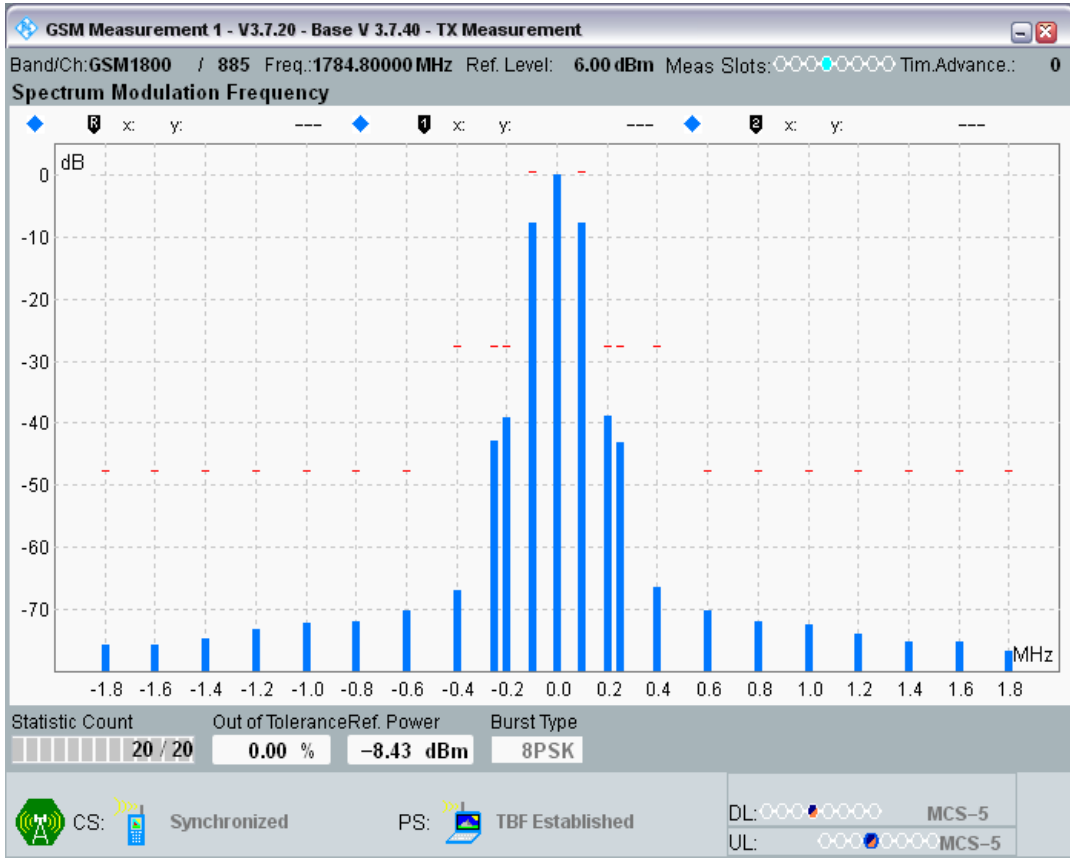 GSM Measurement 1 - V3.7.20 - Base V 3.7.40 - TX Measurement
Band/Ch:GSM1800 / 885 Freq.:1784.80000 MHz Ref. Level: 6.00 dBm Meas Slots: Tim.Advance.: 0
Spectrum Modulation Frequency
R x: y: --- 1 x: y: --- 2 x: y: ---
dB
0
-10
-20
-30
-40
-50
-60
-70
MHz
-1.8 -1.6 -1.4 -1.2 -1.0 -0.8 -0.6 -0.4 -0.2 0.0 0.2 0.4 0.6 0.8 1.0 1.2 1.4 1.6 1.8
Statistic Count Out of Tolerance Ref. Power Burst Type
20 / 20 0.00 % −8.43 dBm 8PSK
CS: Synchronized PS: TBF Established DL: MCS−5
UL: MCS−5